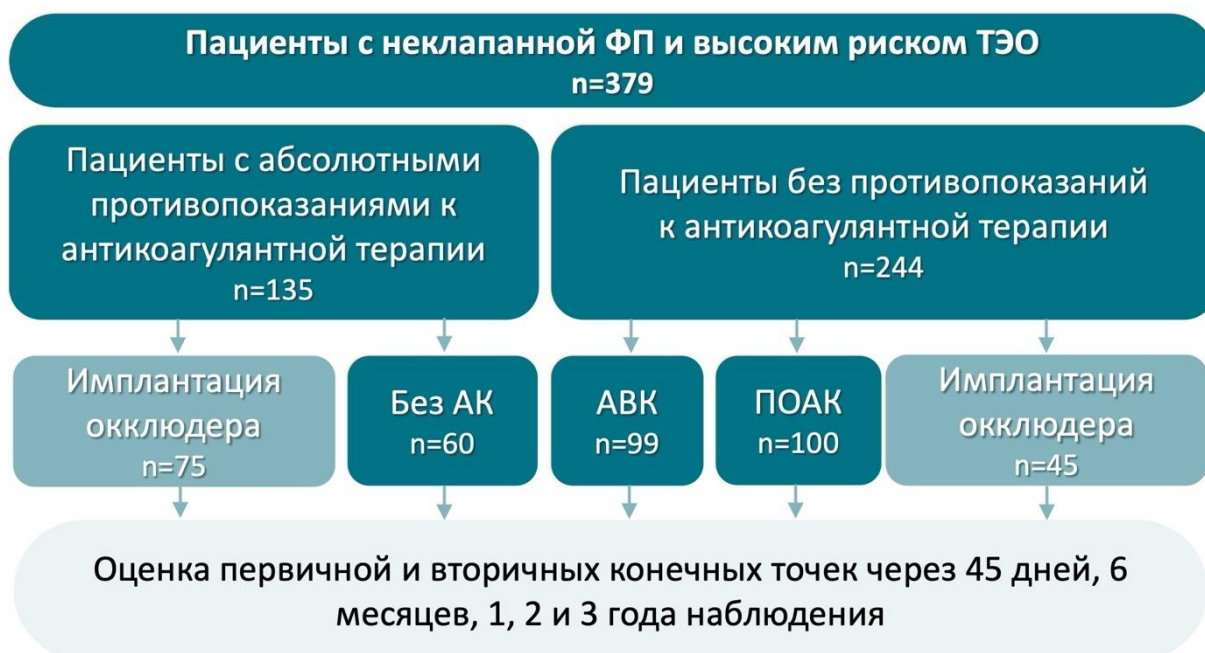 Пациенты с неклапанной ФП и высоким риском ТЭО
n=379
Пациенты с абсолютными
противопоказаниями к
антикоагулянтной терапии
n=135
Пациенты без противопоказаний
к антикоагулянтной терапии
n=244
Имплантация
окклюдера
n=75
Без АК
n=60
АВК
n=99
ПОАК
n=100
Имплантация
окклюдера
n=45
Оценка первичной и вторичных конечных точек через 45 дней, 6
месяцев, 1, 2 и 3 года наблюдения